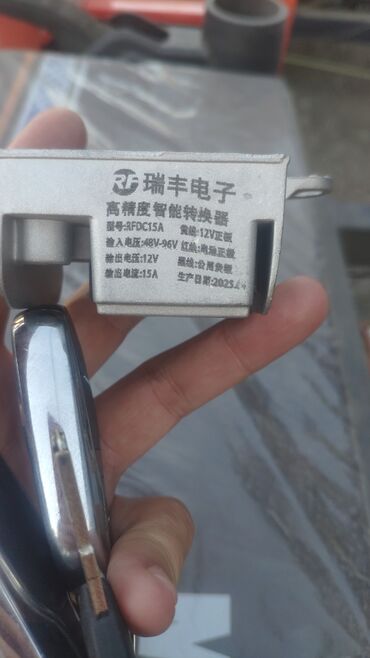 RF 瑞丰电子
高精度智能转换器
型号:RFDC15A 黄线:12V正极
输入电压:48V-96V 红线:电源正极
输出电压:12V 黑线:公用负极
输出电流:15A 生产日期:2025.
M